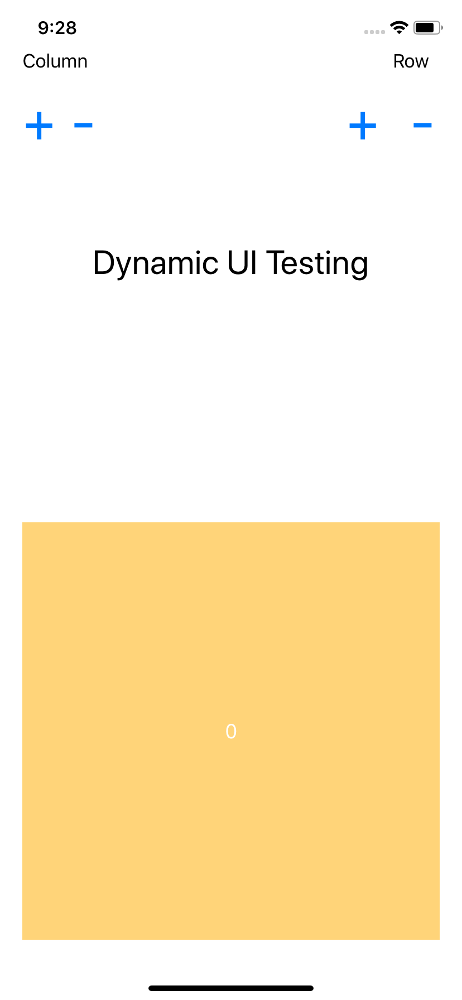 9:28
Column Row
+ - + -
Dynamic UI Testing
0